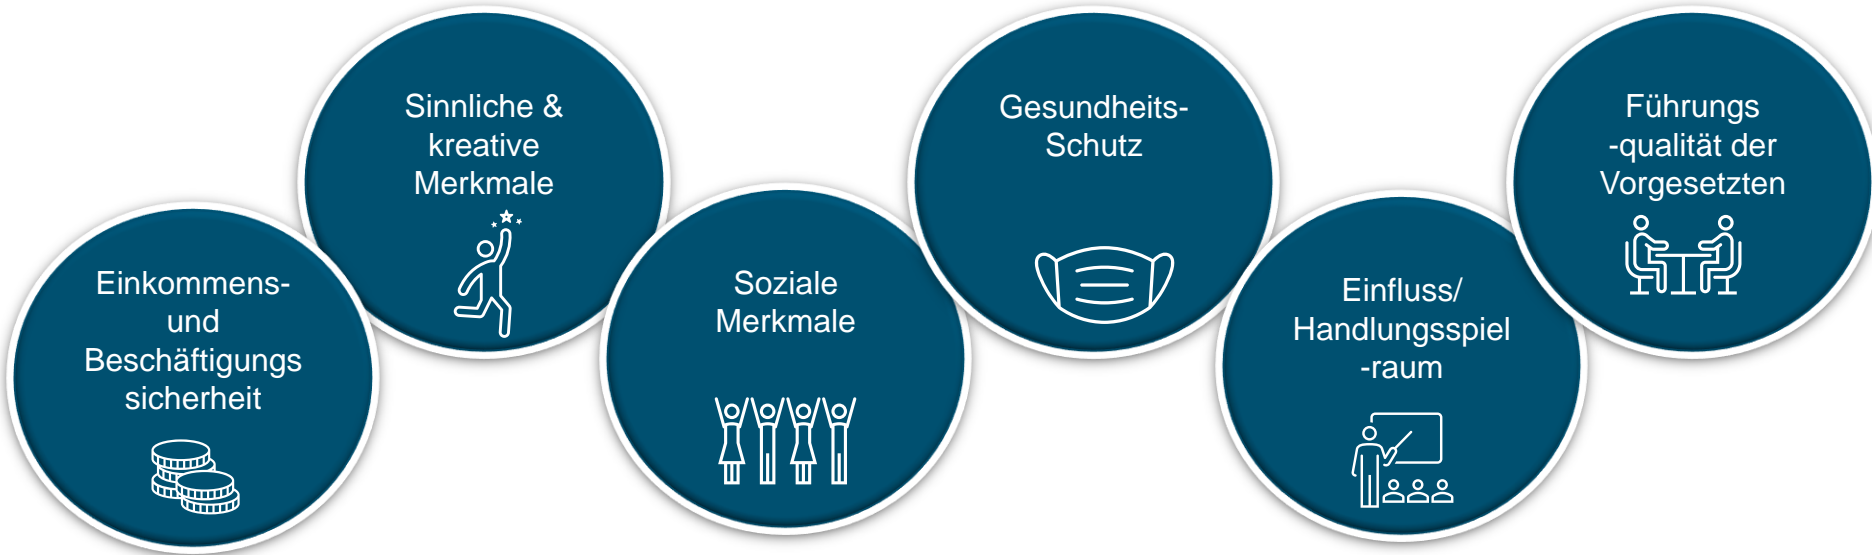 Einkommens-
und
Beschäftigungs
sicherheit
Sinnliche &
kreative
Merkmale
Soziale
Merkmale
Gesundheits-
Schutz
Einfluss/
Handlungsspiel
-raum
Führungs
-qualität der
Vorgesetzten